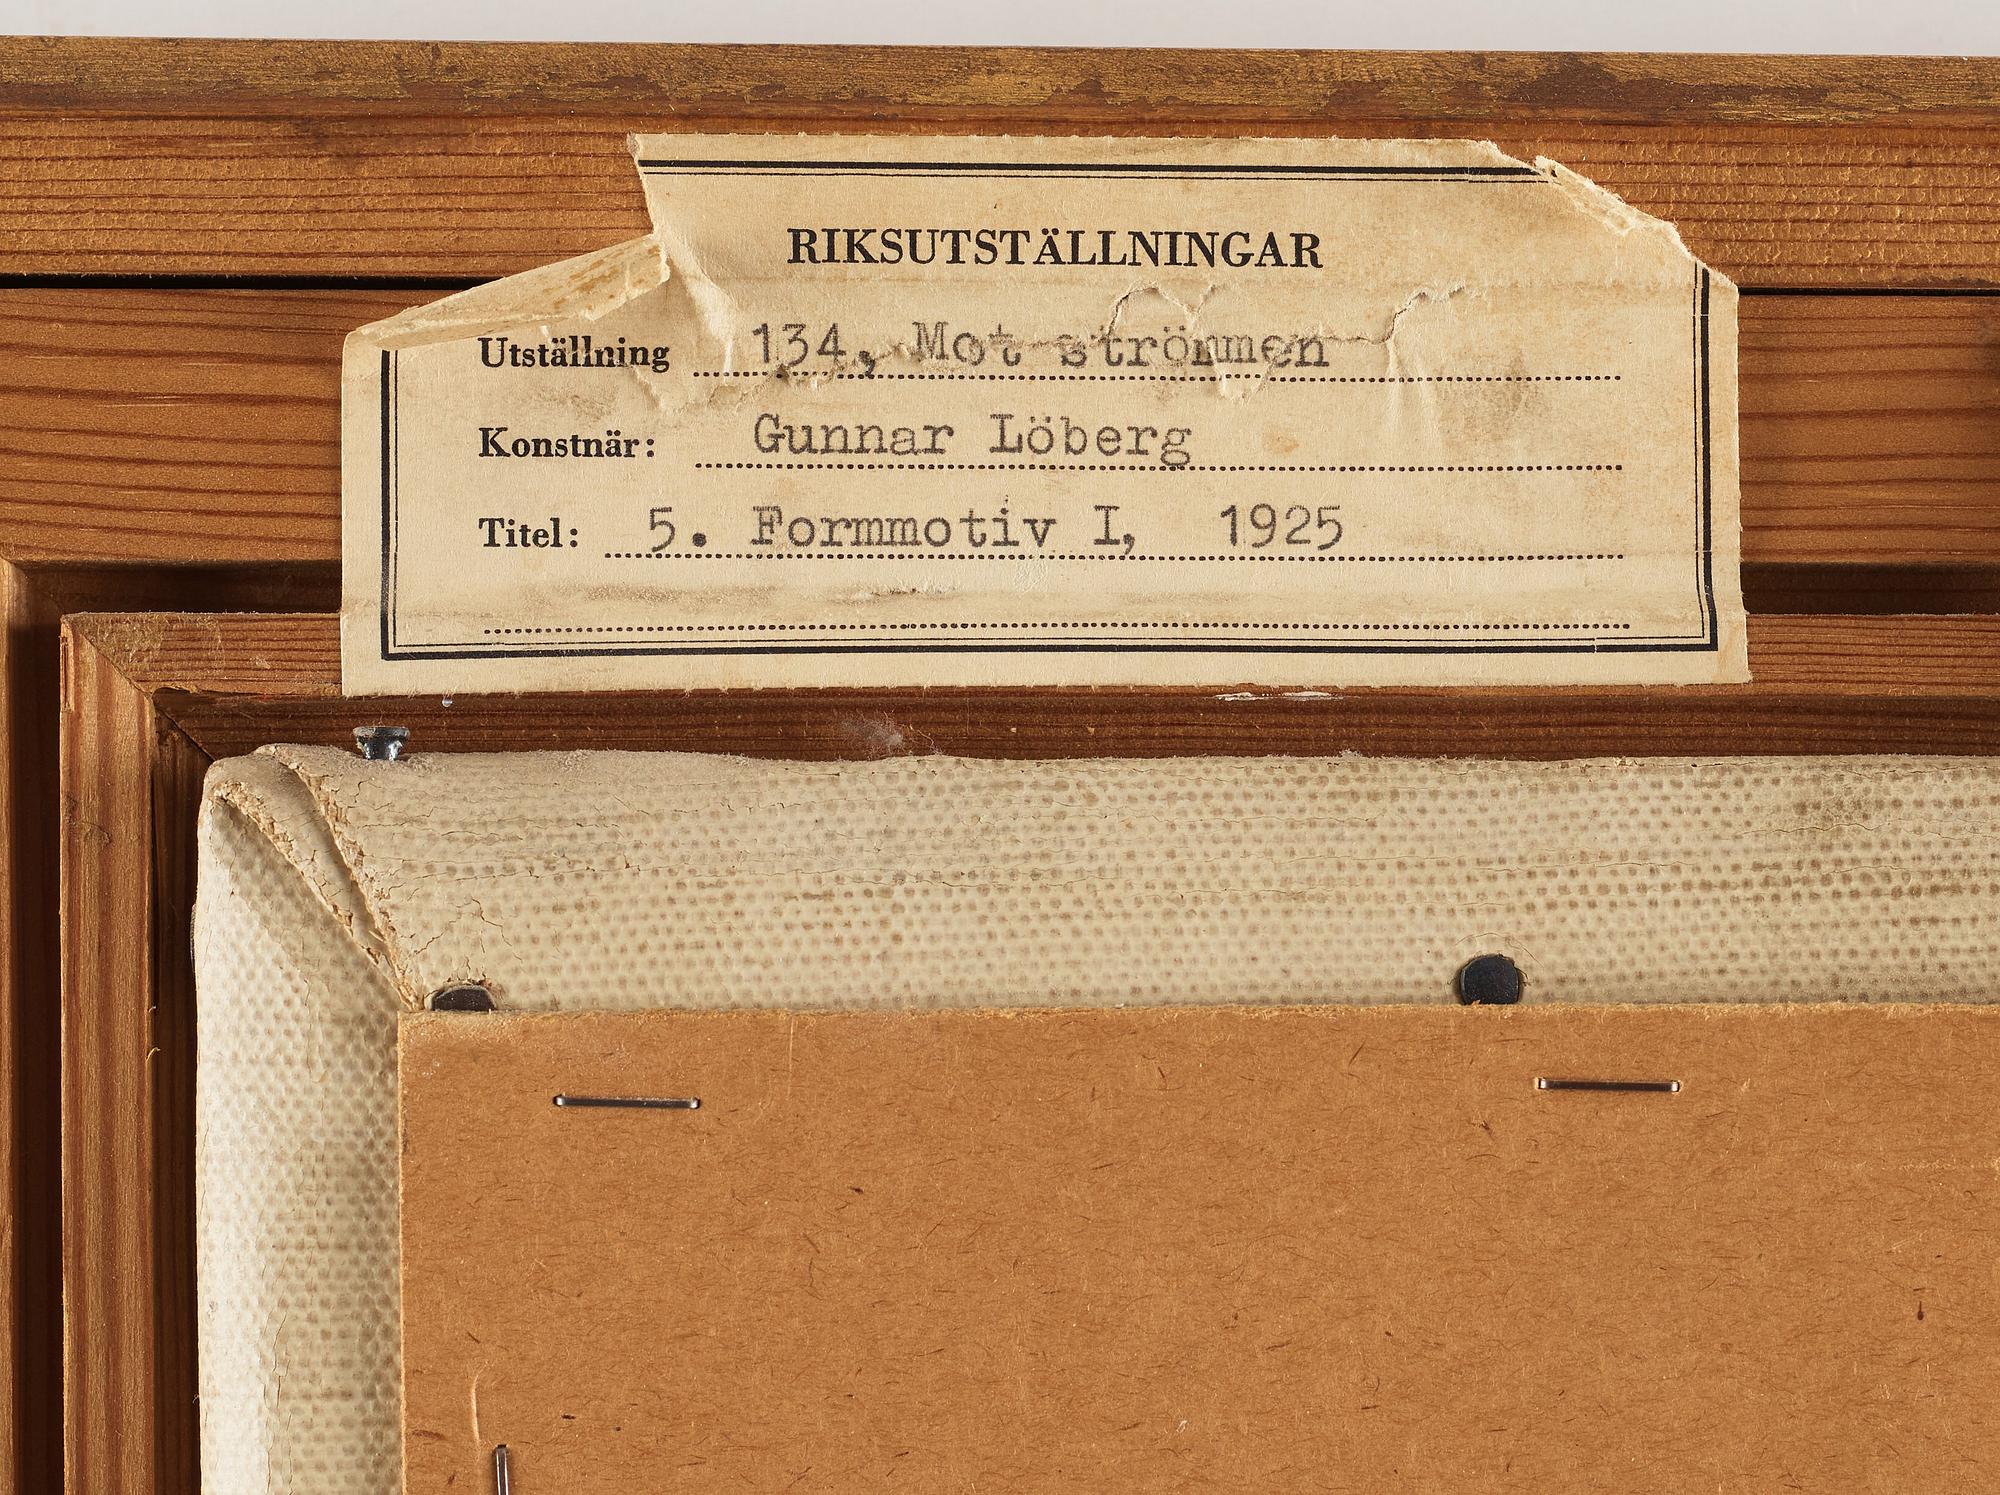 RIKSUTSTÄLLNINGAR
Utställning 134, Mot strömmen
Konstnär: Gunnar Löberg
Titel: 5. Formmotiv I, 1925